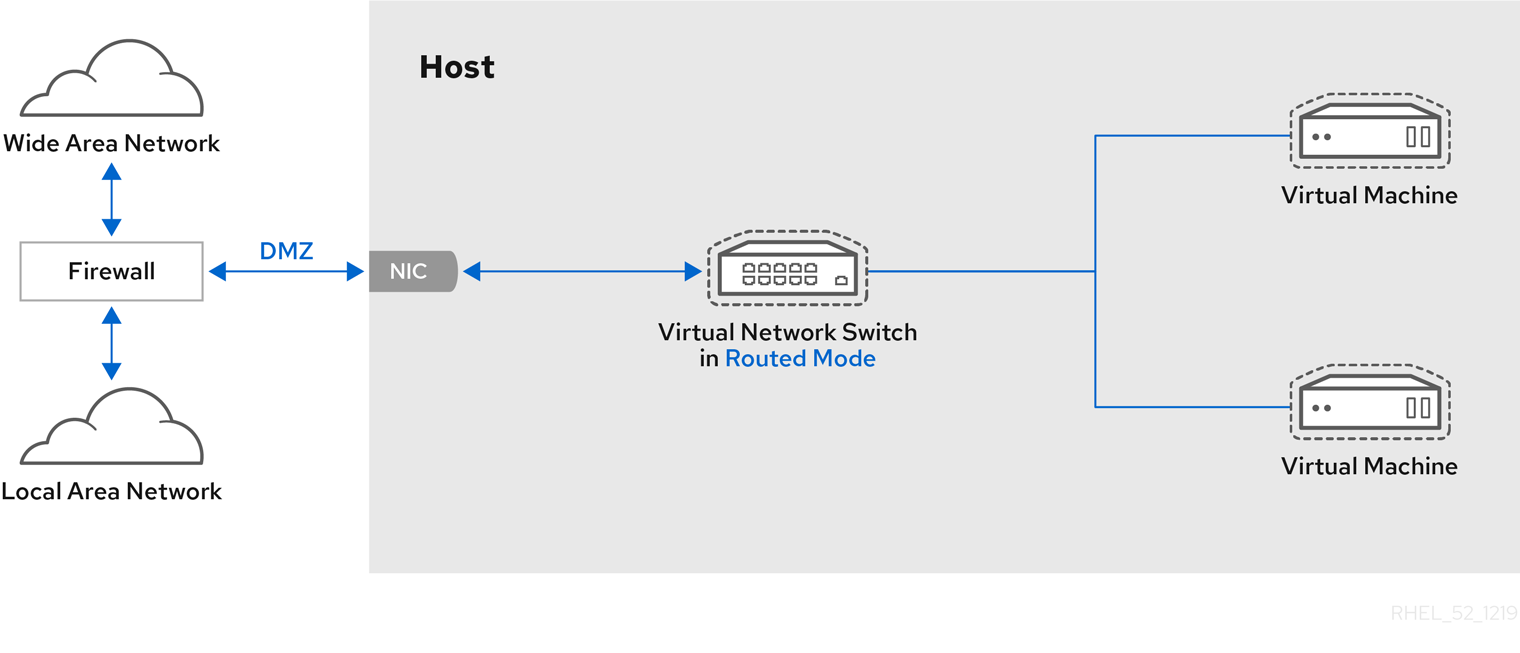 Host
Wide Area Network
Virtual Machine
DMZ
Firewall
NIC
Virtual Network Switch
in Routed Mode
Virtual Machine
Local Area Network
RHEL_52_1219